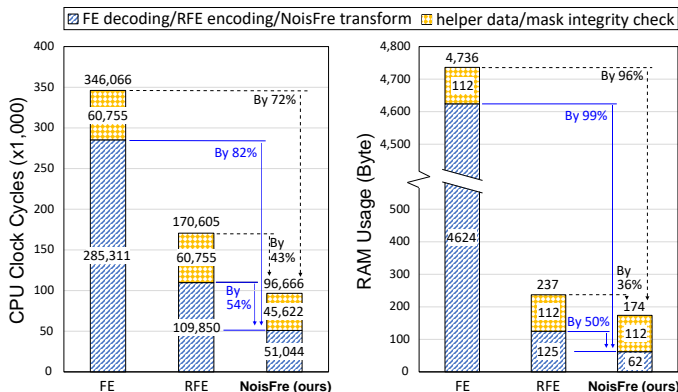 FE decoding/RFE encoding/NoisFre transform
helper data/mask integrity check
CPU Clock Cycles (x1,000)
400
350
300
250
200
150
100
50
0
346,066
60,755
285,311
170,605
60,755
109,850
96,666
45,622
51,044
By 72%
By 82%
By
43%
By
54%
FE
RFE
NoisFre (ours)
RAM Usage (Byte)
4,800
4,700
4,600
4,500
500
400
300
200
100
0
4,736
112
4624
237
112
125
174
112
62
By 96%
By 99%
By
36%
By 50%
FE
RFE
NoisFre (ours)